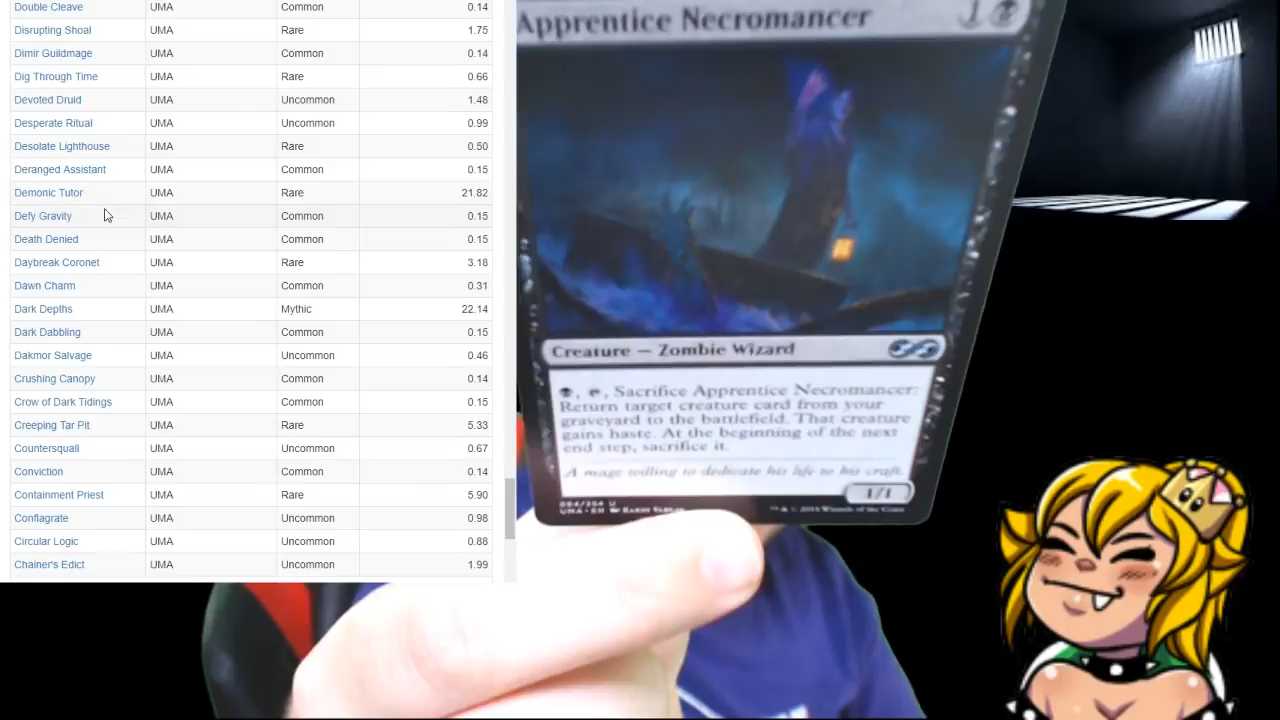 Double Cleave UMA Common 0.14
Disrupting Shoal UMA Rare 1.75
Dimir Guildmage UMA Common 0.14
Dig Through Time UMA Rare 0.66
Devoted Druid UMA Uncommon 1.48
Desperate Ritual UMA Uncommon 0.99
Desolate Lighthouse UMA Rare 0.50
Deranged Assistant UMA Common 0.15
Demonic Tutor UMA Rare 21.82
Defy Gravity UMA Common 0.15
Death Denied UMA Common 0.15
Daybreak Coronet UMA Rare 3.18
Dawn Charm UMA Common 0.31
Dark Depths UMA Mythic 22.14
Dark Dabbling UMA Common 0.15
Dakmor Salvage UMA Uncommon 0.46
Crushing Canopy UMA Common 0.14
Crow of Dark Tidings UMA Common 0.15
Creeping Tar Pit UMA Rare 5.33
Countersquall UMA Uncommon 0.67
Conviction UMA Common 0.14
Containment Priest UMA Rare 5.90
Conflagrate UMA Uncommon 0.98
Circular Logic UMA Uncommon 0.88
Chainer's Edict UMA Uncommon 1.99
Apprentice Necromancer 1
Creature — Zombie Wizard
, , Sacrifice Apprentice Necromancer:
Return target creature card from your
graveyard to the battlefield. That creature
gains haste. At the beginning of the next
end step, sacrifice it.
A mage willing to dedicate his life to his craft.
1/1
UMA • EN